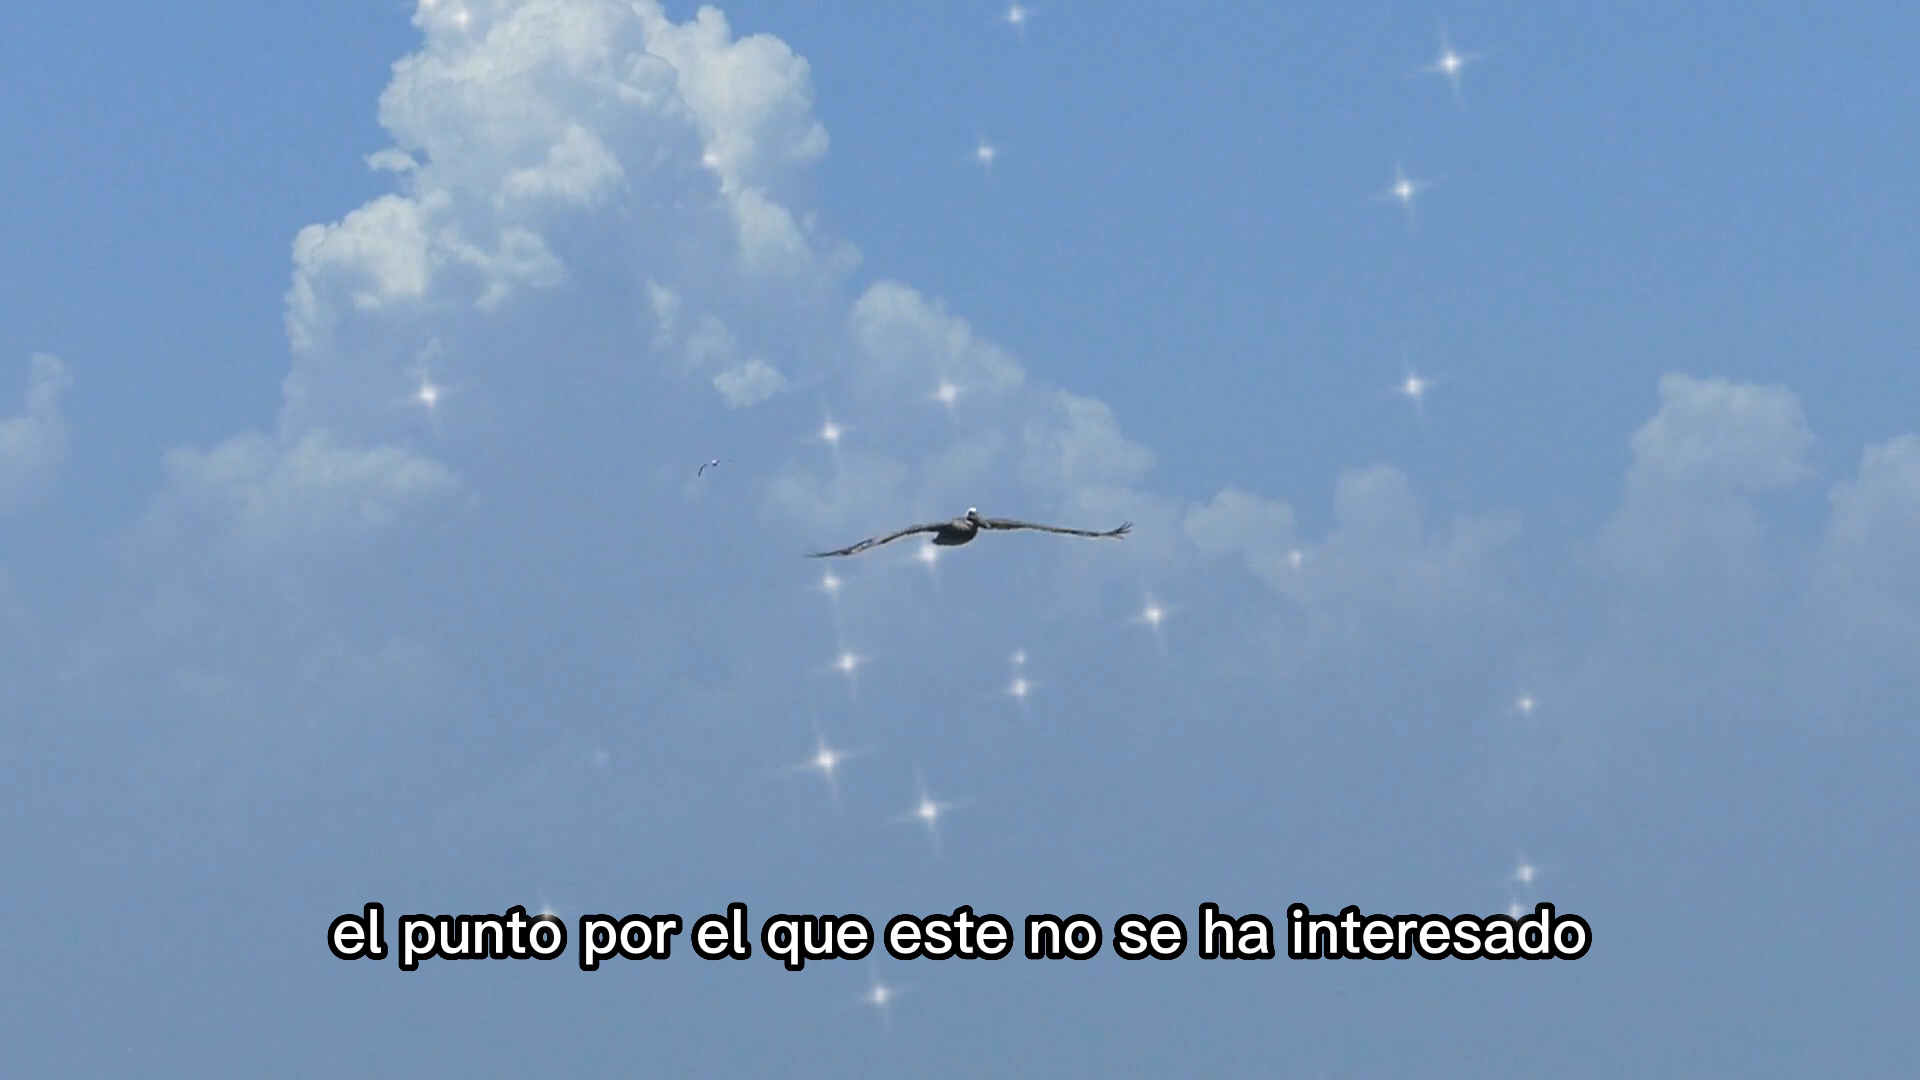 el punto por el que este no se ha interesado